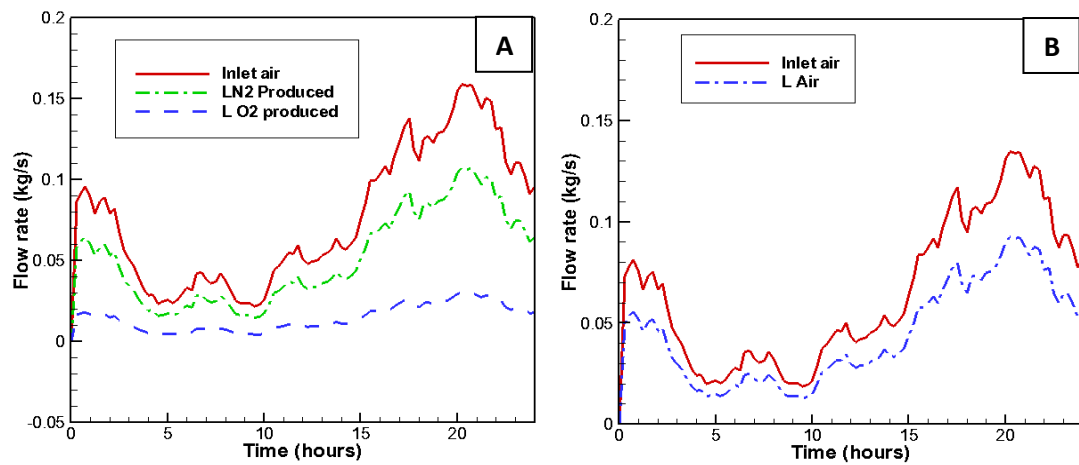 A
Inlet air
LN2 Produced
L O2 produced
0.2
0.15
0.1
0.05
0
-0.05
Flow rate (kg/s)
0 5 10 15 20
Time (hours)
B
Inlet air
L Air
0.2
0.15
0.1
0.05
0
Flow rate (kg/s)
0 5 10 15 20
Time (hours)